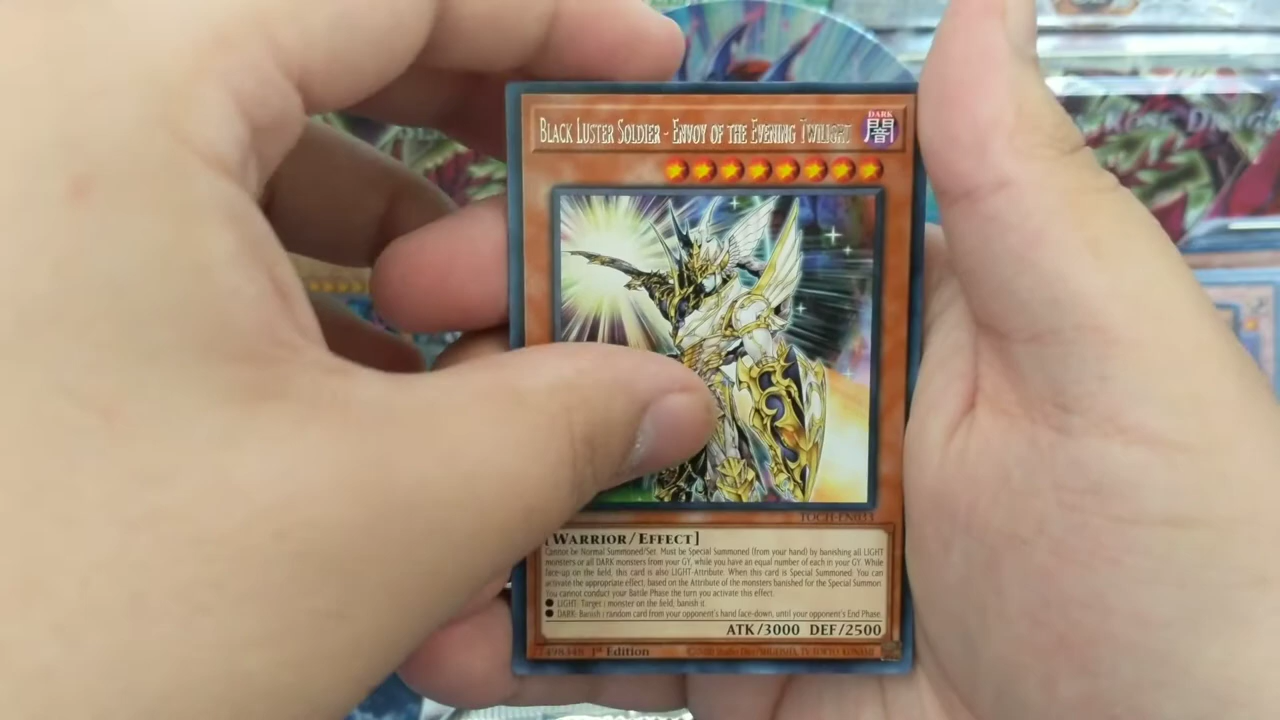 BLACK LUSTER SOLDIER - ENVOY OF THE EVENING TWILIGHT
DARK
闇
TOCH-EN033
[WARRIOR/EFFECT]
Cannot be Normal Summoned/Set. Must be Special Summoned (from your hand) by banishing all LIGHT
monsters or all DARK monsters from your GY, while you have an equal number of each in your GY. While
face-up on the field, this card is also LIGHT-Attribute. When this card is Special Summoned: You can
activate the appropriate effect, based on the Attribute of the monsters banished for the Special Summon.
You cannot conduct your Battle Phase the turn you activate this effect.
● LIGHT: Target 1 monster on the field; banish it.
● DARK: Banish 1 random card from your opponent's hand face-down, until your opponent's End Phase.
ATK/3000 DEF/2500
1st Edition